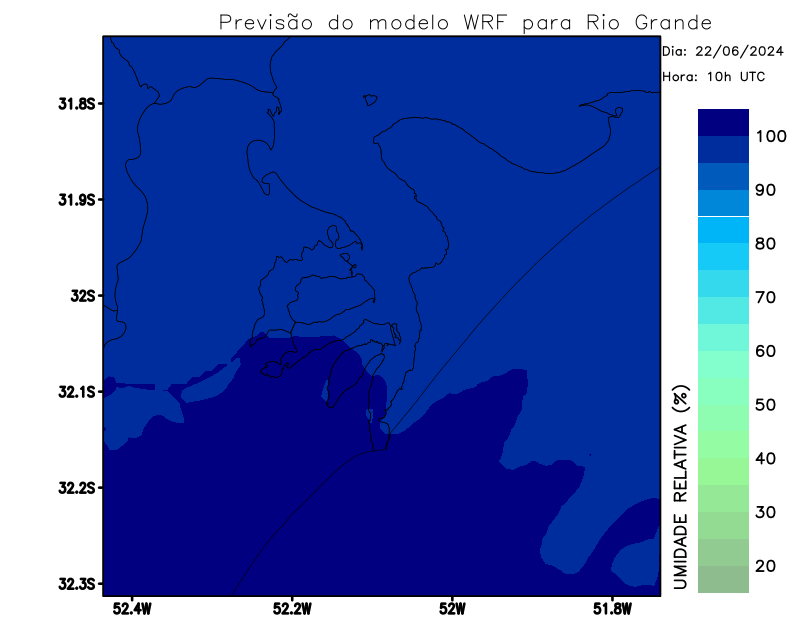 Previsão do modelo WRF para Rio Grande
Dia: 22/06/2024
Hora: 10h UTC
31.8S
31.9S
32S
32.1S
32.2S
32.3S
52.4W
52.2W
52W
51.8W
UMIDADE RELATIVA (%)
100
90
80
70
60
50
40
30
20